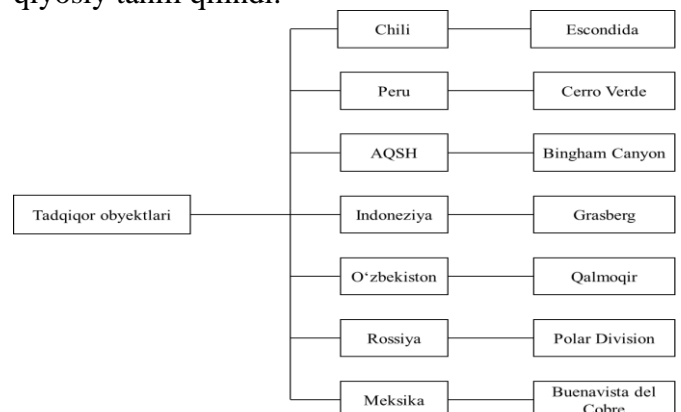 qiyosiy tahlil qilindi.
Chili
Escondida
Peru
Cerro Verde
AQSH
Bingham Canyon
Tadqiqor obyektlari
Indoneziya
Grasberg
O‘zbekiston
Qalmoqir
Rossiya
Polar Division
Meksika
Buenavista del
Cobre